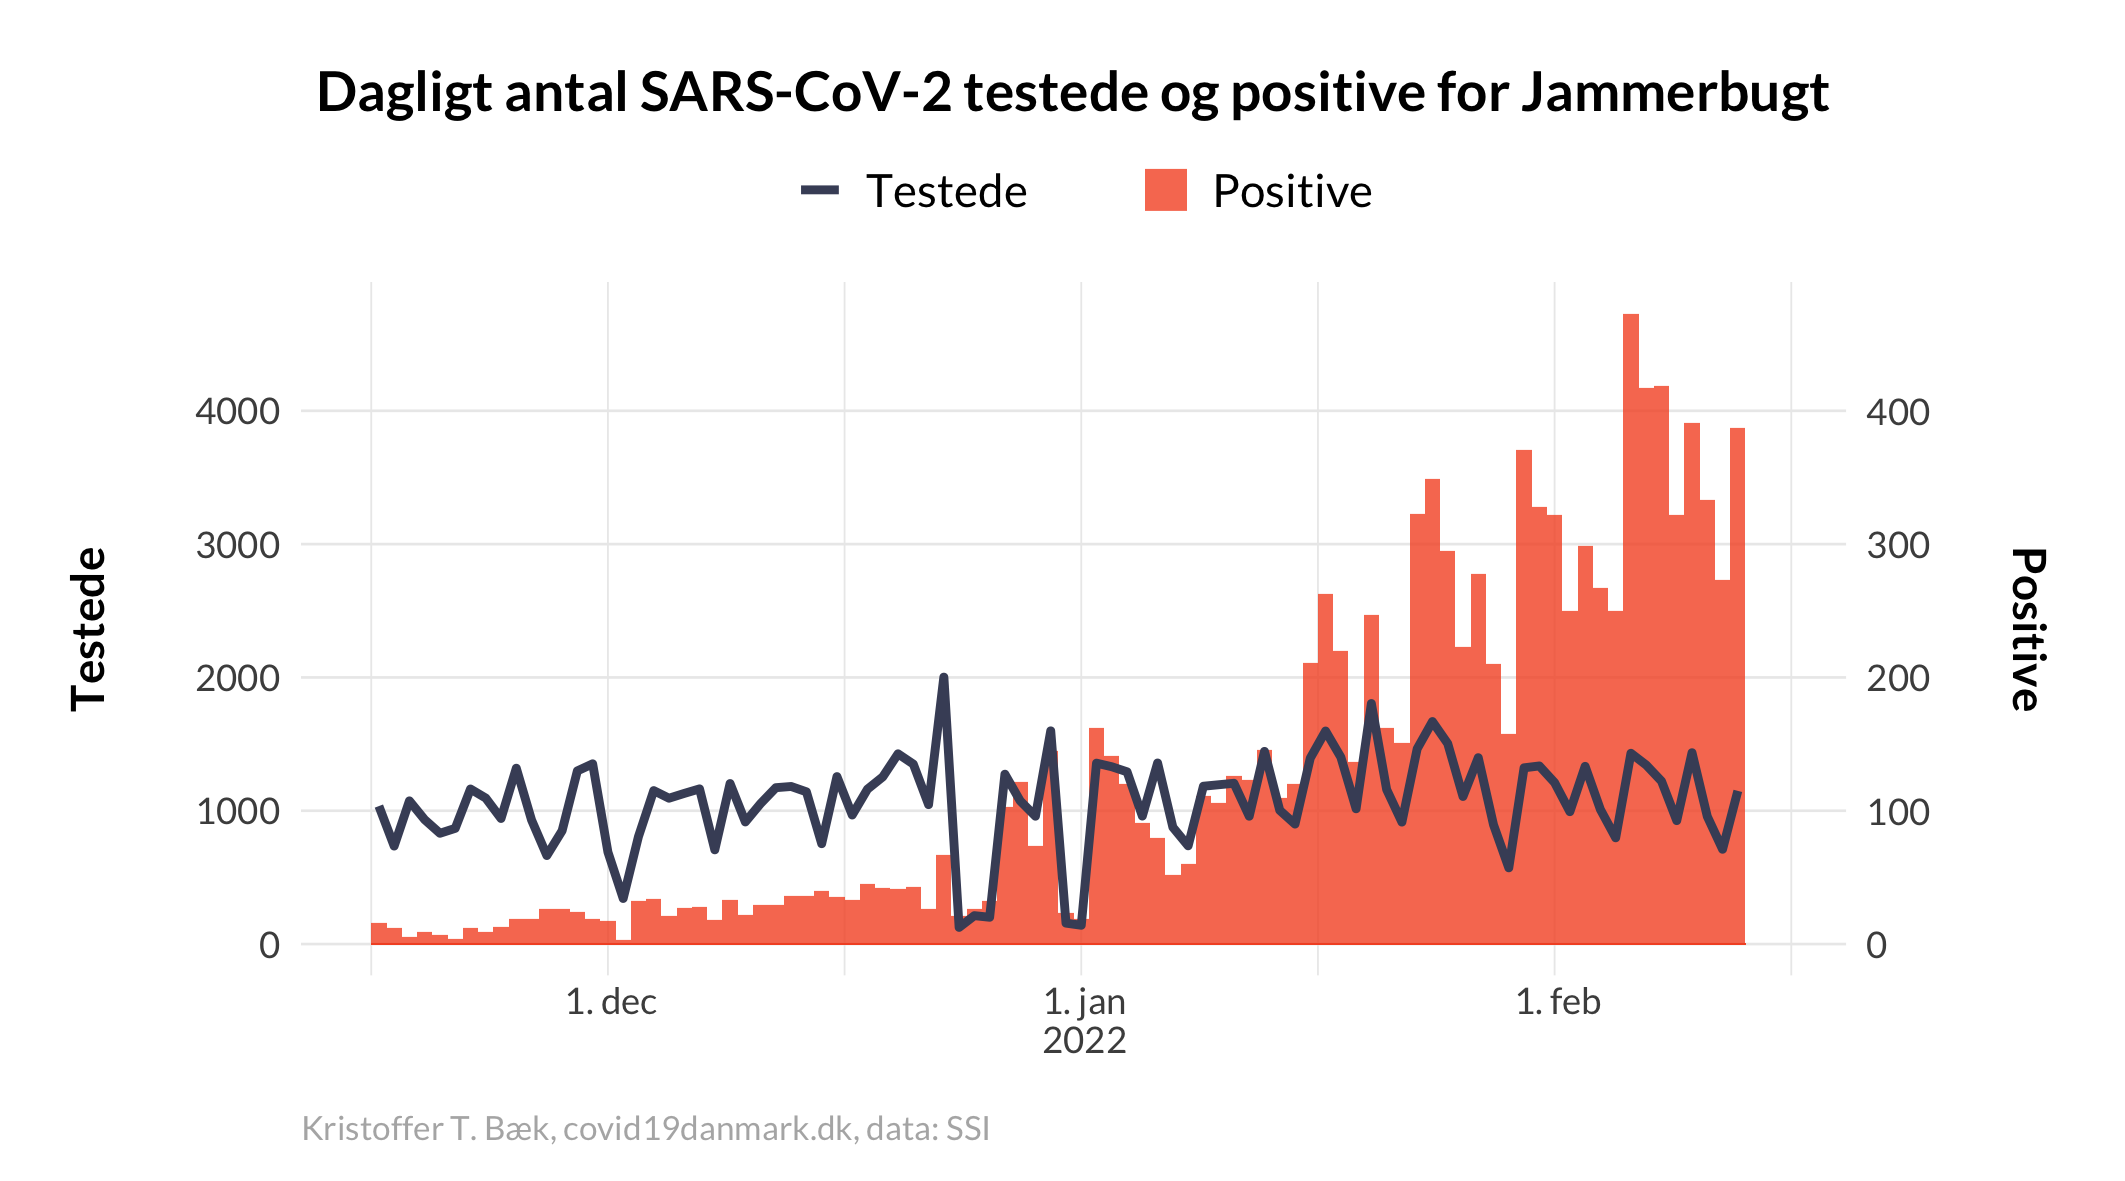 Dagligt antal SARS-CoV-2 testede og positive for Jammerbugt
Testede
Positive
4000
3000
2000
1000
0
400
300
200
100
0
Testede
Positive
1. dec
1. jan
2022
1. feb
Kristoffer T. Bæk, covid19danmark.dk, data: SSI